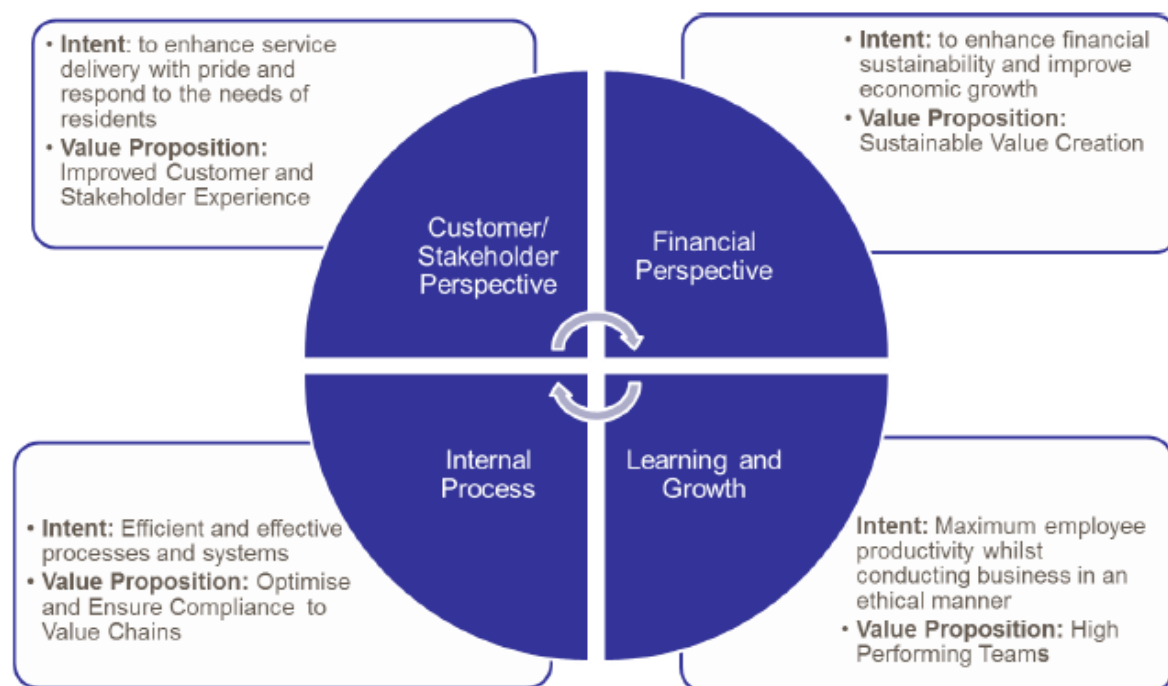 • Intent: to enhance service
delivery with pride and
respond to the needs of
residents
• Value Proposition:
Improved Customer and
Stakeholder Experience
• Intent: to enhance financial
sustainability and improve
economic growth
• Value Proposition:
Sustainable Value Creation
Customer/
Stakeholder
Perspective
Financial
Perspective
Internal
Process
Learning and
Growth
• Intent: Efficient and effective
processes and systems
• Value Proposition: Optimise
and Ensure Compliance to
Value Chains
Intent: Maximum employee
productivity whilst
conducting business in an
ethical manner
• Value Proposition: High
Performing Teams